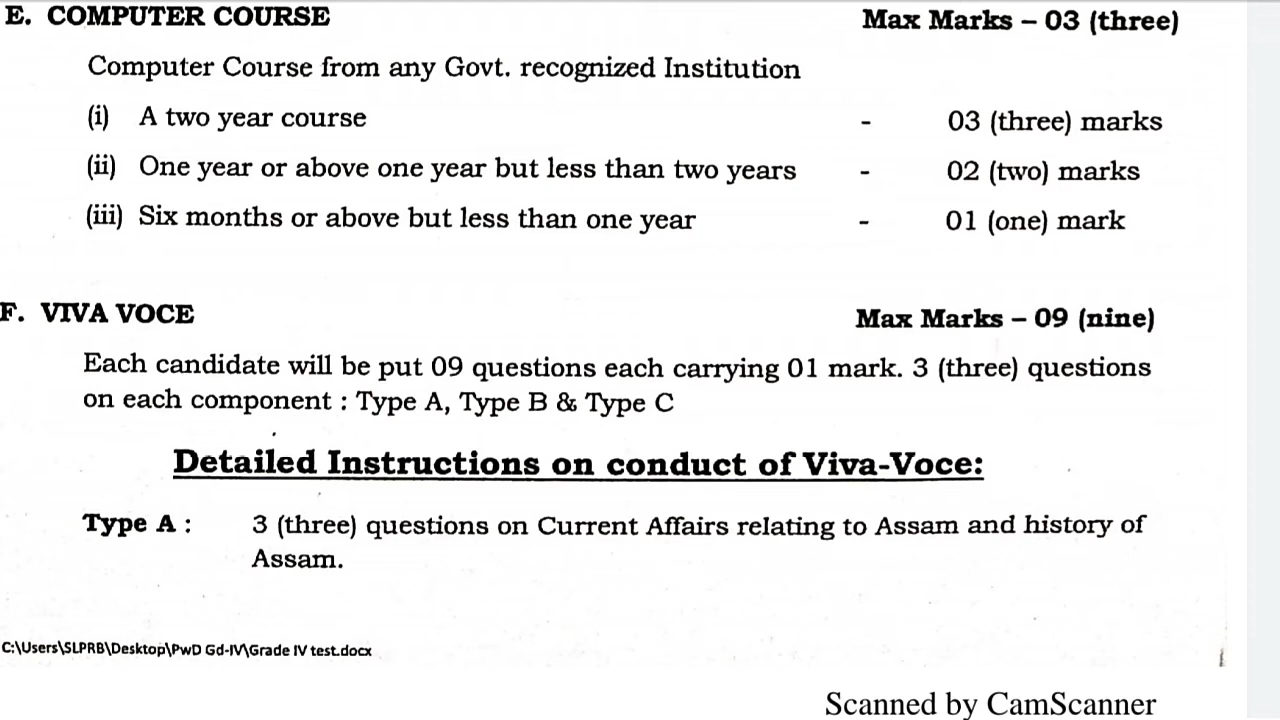 E. COMPUTER COURSE Max Marks – 03 (three)
Computer Course from any Govt. recognized Institution
(i) A two year course - 03 (three) marks
(ii) One year or above one year but less than two years - 02 (two) marks
(iii) Six months or above but less than one year - 01 (one) mark
F. VIVA VOCE Max Marks – 09 (nine)
Each candidate will be put 09 questions each carrying 01 mark. 3 (three) questions
on each component : Type A, Type B & Type C
Detailed Instructions on conduct of Viva-Voce:
Type A : 3 (three) questions on Current Affairs relating to Assam and history of
Assam.
C:\Users\SLPRB\Desktop\PwD Gd-IV\Grade IV test.docx
Scanned by CamScanner